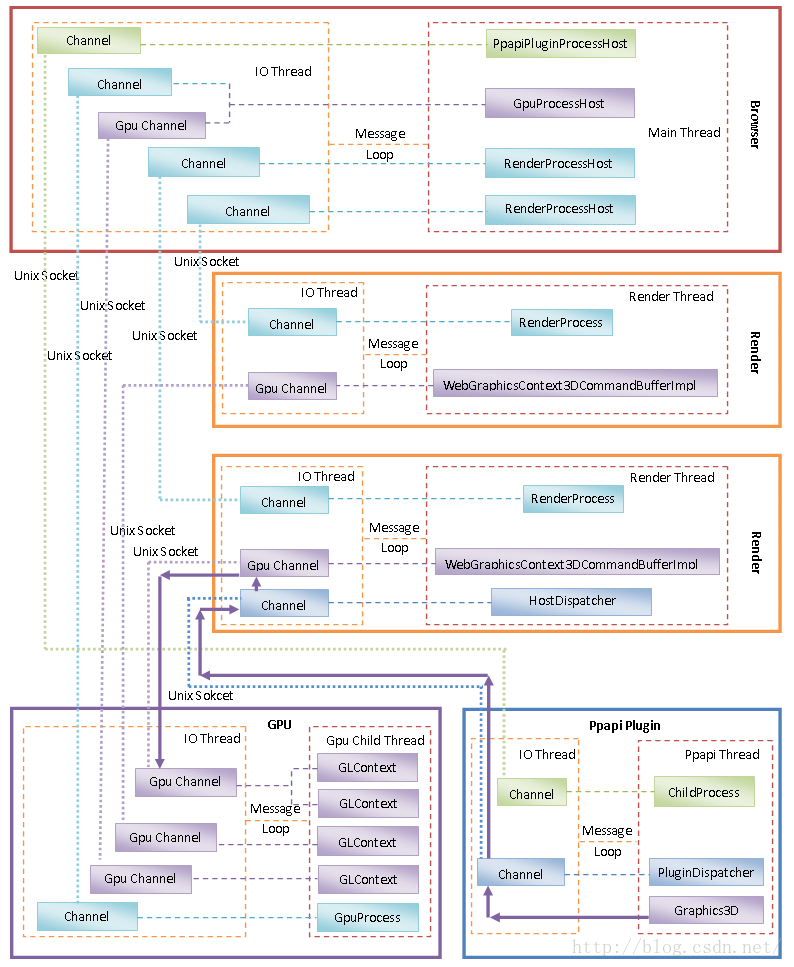 Channel
PpapiPluginProcessHost
IO Thread
Channel
GpuProcessHost
Gpu Channel
Main Thread
Browser
Message
Loop
Channel
RenderProcessHost
Channel
RenderProcessHost
Unix Socket
Unix Socket
Unix Socket
Unix Socket
Unix Socket
IO Thread
Render Thread
Channel
RenderProcess
Message
Loop
Render
Gpu Channel
WebGraphicsContext3DCommandBufferImpl
IO Thread
Render Thread
Channel
RenderProcess
Message
Loop
Render
Unix Socket
Unix Socket
Gpu Channel
WebGraphicsContext3DCommandBufferImpl
Channel
HostDispatcher
Unix Sokcet
GPU
IO Thread
Gpu Child Thread
Gpu Channel
GLContext
GLContext
Message
Loop
Gpu Channel
GLContext
Gpu Channel
GLContext
Channel
GpuProcess
Ppapi Plugin
IO Thread
Ppapi Thread
Channel
ChildProcess
Message
Loop
Channel
PluginDispatcher
Graphics3D
http://blog.csdn.net/